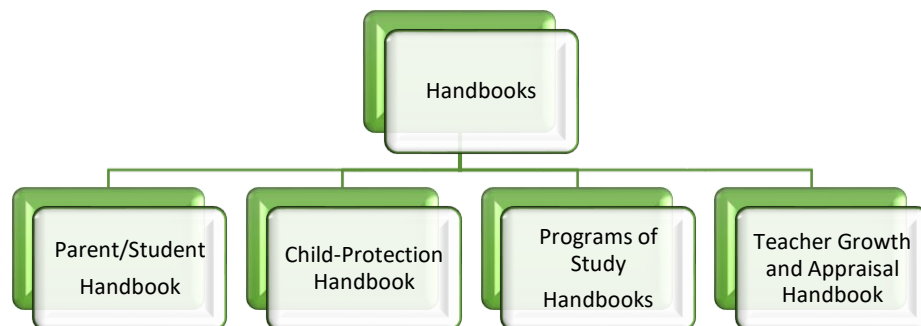 Handbooks
Parent/Student
Handbook
Child-Protection
Handbook
Programs of
Study
Handbooks
Teacher Growth
and Appraisal
Handbook